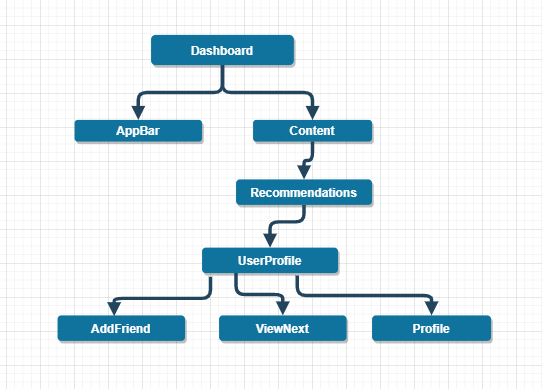 Dashboard
AppBar
Content
Recommendations
UserProfile
AddFriend
ViewNext
Profile